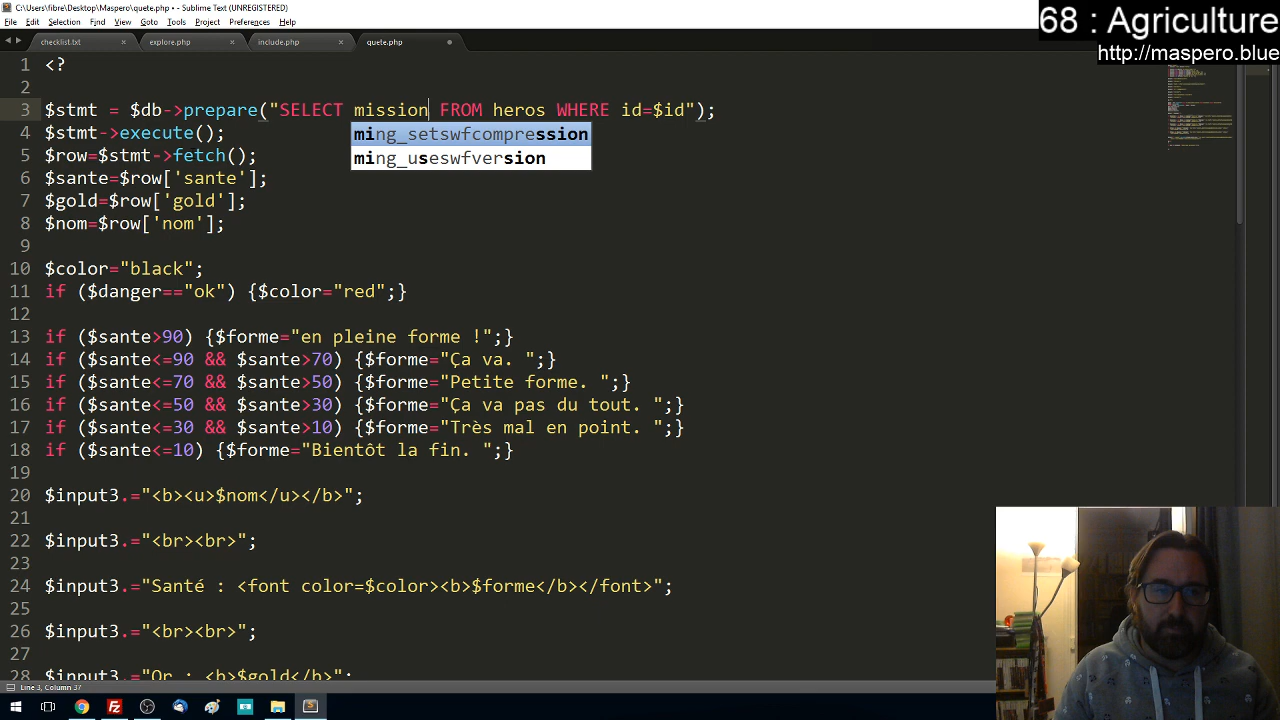 C:\Users\fibre\Desktop\Maspero\quete.php • - Sublime Text (UNREGISTERED)
File Edit Selection Find View Goto Tools Project Preferences Help
checklist.txt explore.php include.php quete.php
68 : Agriculture
http://maspero.blue
1 <?
2
3 $stmt = $db->prepare("SELECT mission FROM heros WHERE id=$id");
ming_setswfcompression
ming_useswfversion
4 $stmt->execute();
5 $row=$stmt->fetch();
6 $sante=$row['sante'];
7 $gold=$row['gold'];
8 $nom=$row['nom'];
9
10 $color="black";
11 if ($danger=="ok") {$color="red";}
12
13 if ($sante>90) {$forme="en pleine forme !";}
14 if ($sante<=90 && $sante>70) {$forme="Ça va. ";}
15 if ($sante<=70 && $sante>50) {$forme="Petite forme. ";}
16 if ($sante<=50 && $sante>30) {$forme="Ça va pas du tout. ";}
17 if ($sante<=30 && $sante>10) {$forme="Très mal en point. ";}
18 if ($sante<=10) {$forme="Bientôt la fin. ";}
19
20 $input3.="<b><u>$nom</u></b>";
21
22 $input3.="<br><br>";
23
24 $input3.="Santé : <font color=$color><b>$forme</b></font>";
25
26 $input3.="<br><br>";
27
28 $input3.="Or : <b>$gold</b>";
Line 3, Column 37